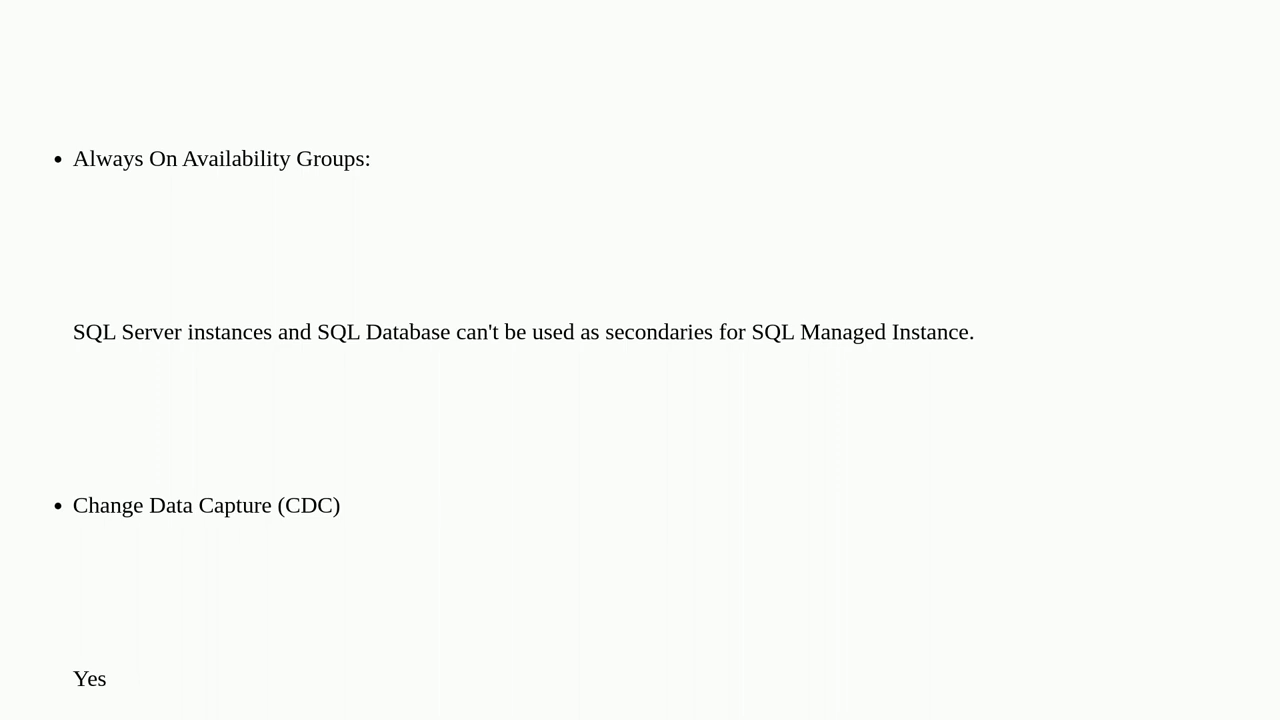 • Always On Availability Groups:
SQL Server instances and SQL Database can't be used as secondaries for SQL Managed Instance.
• Change Data Capture (CDC)
Yes